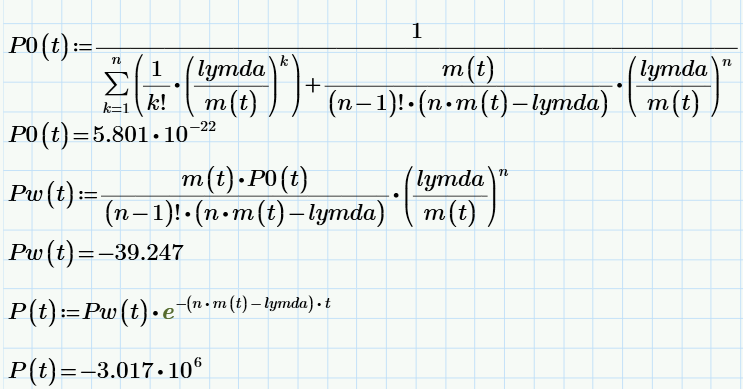 P0(t):=1/(∑_{k=1}^{n}(1/k!·(lymda/m(t))^k)+m(t)/((n−1)!·(n·m(t)−lymda))·(lymda/m(t))^n)
P0(t)=5.801·10^−22
Pw(t):=m(t)·P0(t)/((n−1)!·(n·m(t)−lymda))·(lymda/m(t))^n
Pw(t)=−39.247
P(t):=Pw(t)·e^−(n·m(t)−lymda)·t
P(t)=−3.017·10^6